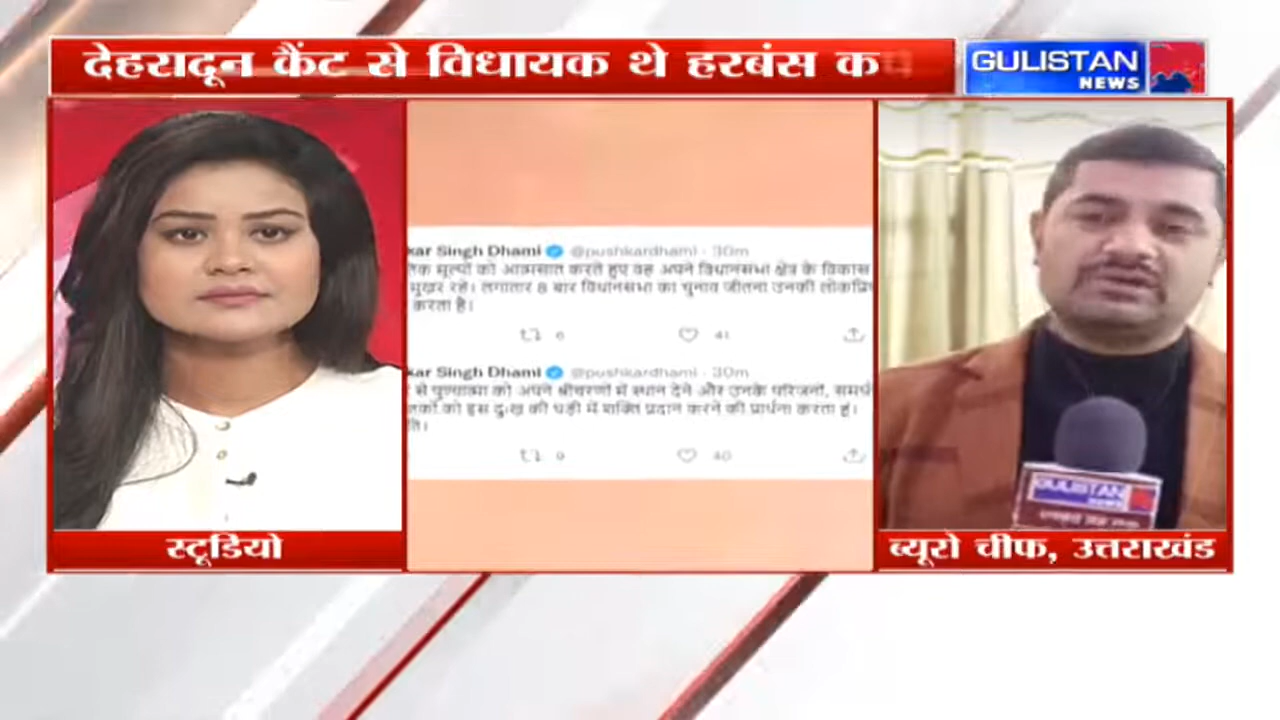 देहरादून कैंट से विधायक थे हरबंस क
GULISTAN
NEWS
kar Singh Dhami @pushkardhami · 30m
तिक मूल्यों को आत्मसात करते हुए वह अपने विधानसभा क्षेत्र के विकास
मुखर रहे। लगातार 8 बार विधानसभा का चुनाव जीतना उनकी लोकप्रि
करता है।
6 41
kar Singh Dhami @pushkardhami · 30m
से पुण्यात्मा को अपने श्रीचरणों में स्थान देने और उनके परिजनों, समर्थ
को इस दुःख की घड़ी में शक्ति प्रदान करने की प्रार्थना करता हूं।
9 40
GULISTAN
NEWS
स्टूडियो
ब्यूरो चीफ, उत्तराखंड